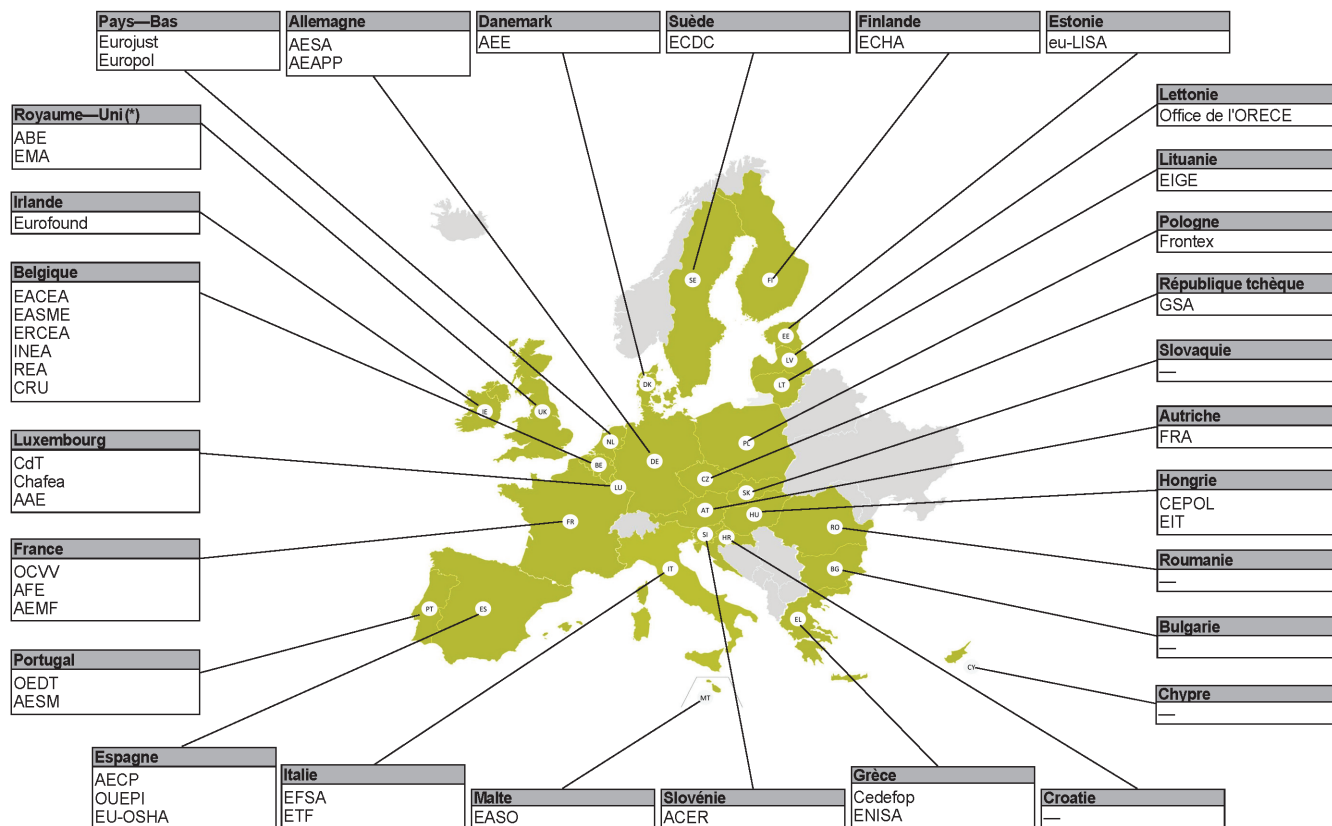 Pays—Bas
Eurojust
Europol
Allemagne
AESA
AEAPP
Danemark
AEE
Suède
ECDC
Finlande
ECHA
Estonie
eu-LISA
Royaume—Uni (*)
ABE
EMA
Irlande
Eurofound
Belgique
EACEA
EASME
ERCEA
INEA
REA
CRU
Luxembourg
CdT
Chafea
AAE
France
OCVV
AFE
AEMF
Portugal
OEDT
AESM
Lettonie
Office de l'ORECE
Lituanie
EIGE
Pologne
Frontex
République tchèque
GSA
Slovaquie
—
Autriche
FRA
Hongrie
CEPOL
EIT
Roumanie
—
Bulgarie
—
Chypre
—
Espagne
AECP
OUEPI
EU-OSHA
Italie
EFSA
ETF
Malte
EASO
Slovénie
ACER
Grèce
Cedefop
ENISA
Croatie
—
SE
FI
EE
LV
LT
DK
IE
UK
NL
PL
BE
DE
CZ
LU
SK
AT
HU
FR
SI
HR
RO
IT
BG
PT
ES
EL
CY
MT